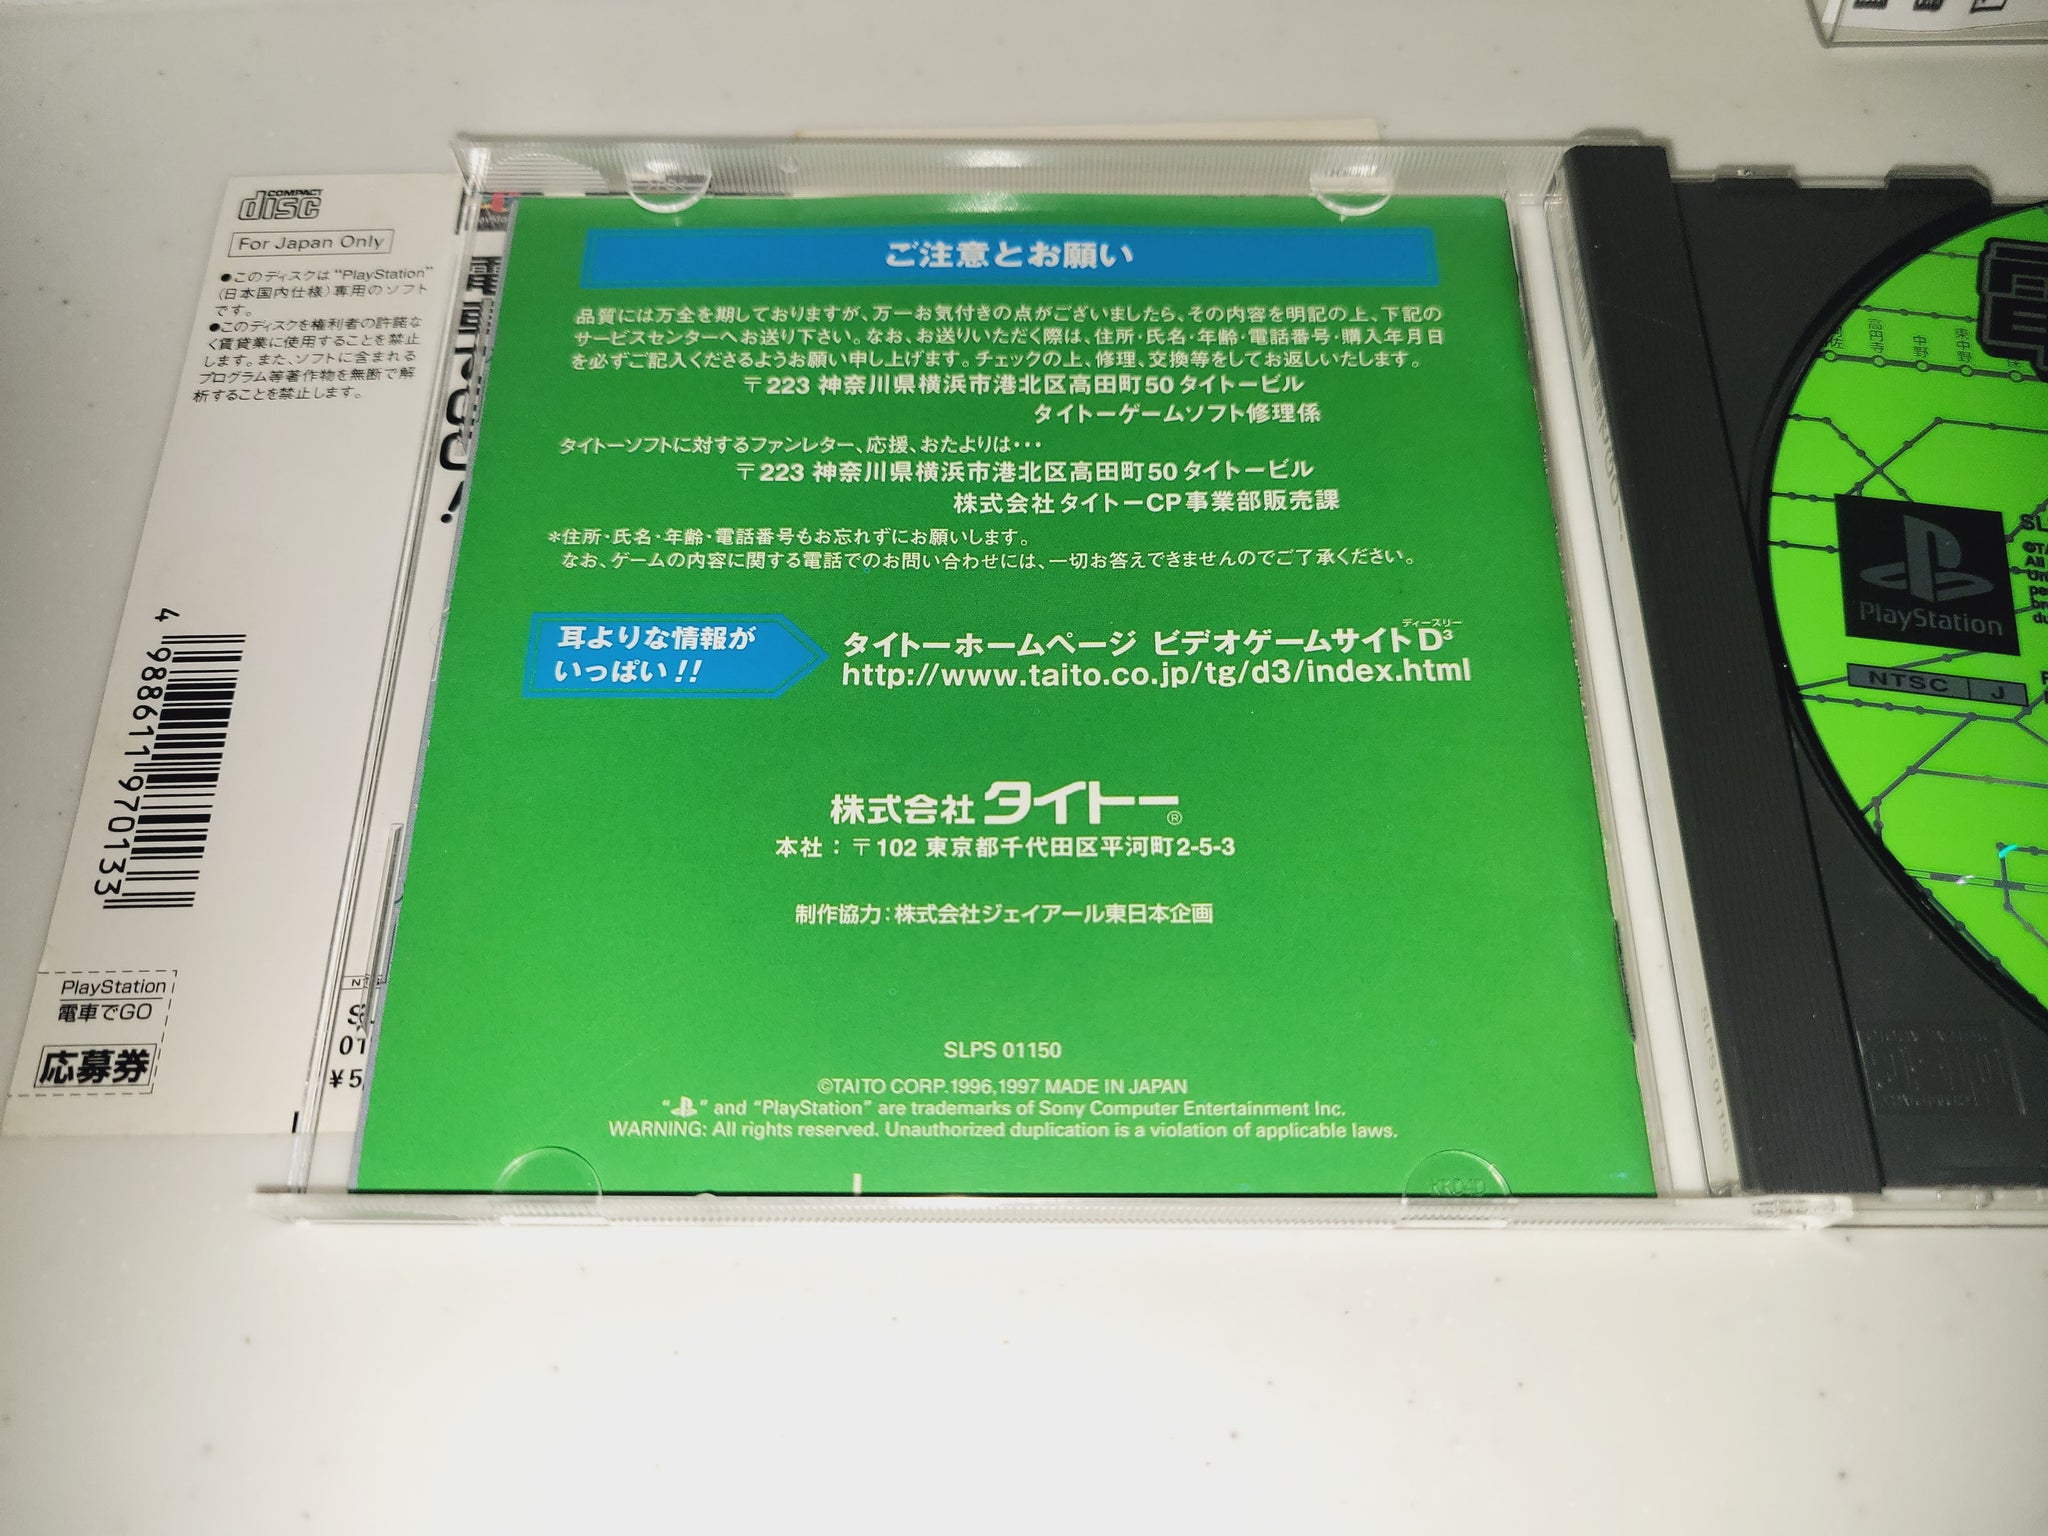 COMPACT
disc
For Japan Only
●このディスクは“PlayStation”
(日本国内仕様)専用のソフト
です。
●このディスクを権利者の許諾な
く賃貸業に使用することを禁止
します。また、ソフトに含まれる
プログラム等著作物を無断で解
析することを禁止します。
4 988611 970133
PlayStation
電車でGO
応募券
¥5,
ご注意とお願い
品質には万全を期しておりますが、万一お気付きの点がございましたら、その内容を明記の上、下記の
サービスセンターへお送り下さい。なお、お送りいただく際は、住所・氏名・年齢・電話番号・購入年月日
を必ずご記入くださるようお願い申し上げます。チェックの上、修理、交換等をしてお返しいたします。
〒223 神奈川県横浜市港北区高田町50 タイトービル
タイトーゲームソフト修理係
タイトーソフトに対するファンレター、応援、おたよりは・・・
〒223 神奈川県横浜市港北区高田町50 タイトービル
株式会社タイトーCP事業部販売課
*住所・氏名・年齢・電話番号もお忘れずにお願いします。
なお、ゲームの内容に関する電話でのお問い合わせには、一切お答えできませんのでご了承ください。
耳よりな情報が
いっぱい!!
ディースリー
タイトーホームページ ビデオゲームサイトD³
http://www.taito.co.jp/tg/d3/index.html
株式会社タイトー®
本社：〒102 東京都千代田区平河町2-5-3
制作協力：株式会社ジェイアール東日本企画
SLPS 01150
©TAITO CORP.1996,1997 MADE IN JAPAN
“ ” and “PlayStation” are trademarks of Sony Computer Entertainment Inc.
WARNING: All rights reserved. Unauthorized duplication is a violation of applicable laws.
高円寺
中野
東中野
PlayStation
NTSC J
SLPS 01150